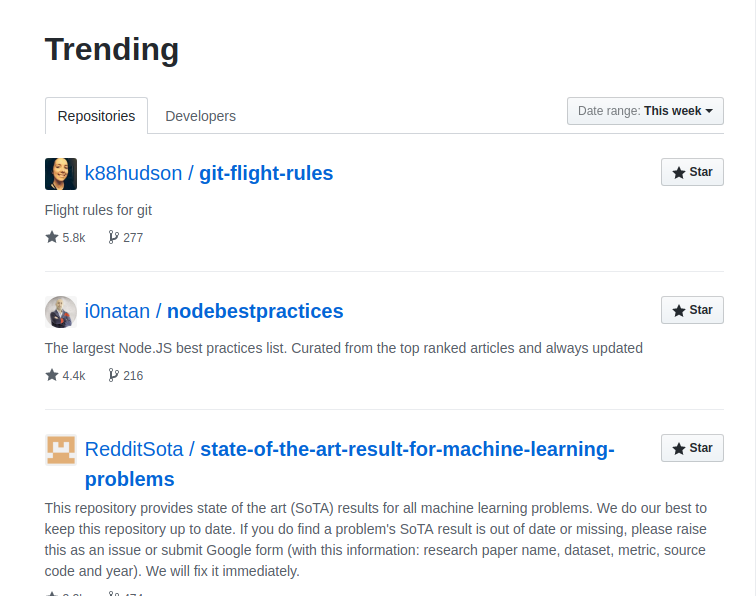 Trending
Repositories Developers Date range: This week
k88hudson / git-flight-rules Star
Flight rules for git
5.8k 277
i0natan / nodebestpractices Star
The largest Node.JS best practices list. Curated from the top ranked articles and always updated
4.4k 216
RedditSota / state-of-the-art-result-for-machine-learning- Star
problems
This repository provides state of the art (SoTA) results for all machine learning problems. We do our best to
keep this repository up to date. If you do find a problem's SoTA result is out of date or missing, please raise
this as an issue or submit Google form (with this information: research paper name, dataset, metric, source
code and year). We will fix it immediately.